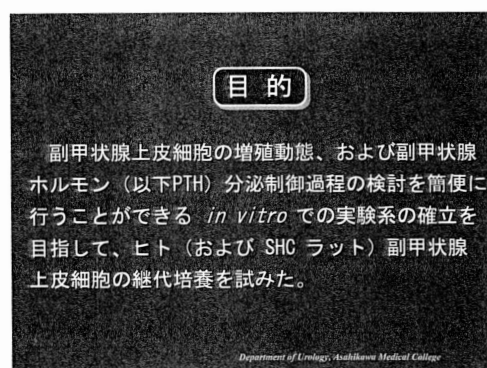 目 的
副甲状腺上皮細胞の増殖動態、および副甲状腺
ホルモン（以下PTH）分泌制御過程の検討を簡便に
行うことができる in vitro での実験系の確立を
目指して、ヒト（および SHC ラット）副甲状腺
上皮細胞の継代培養を試みた。
Department of Urology, Asahikawa Medical College